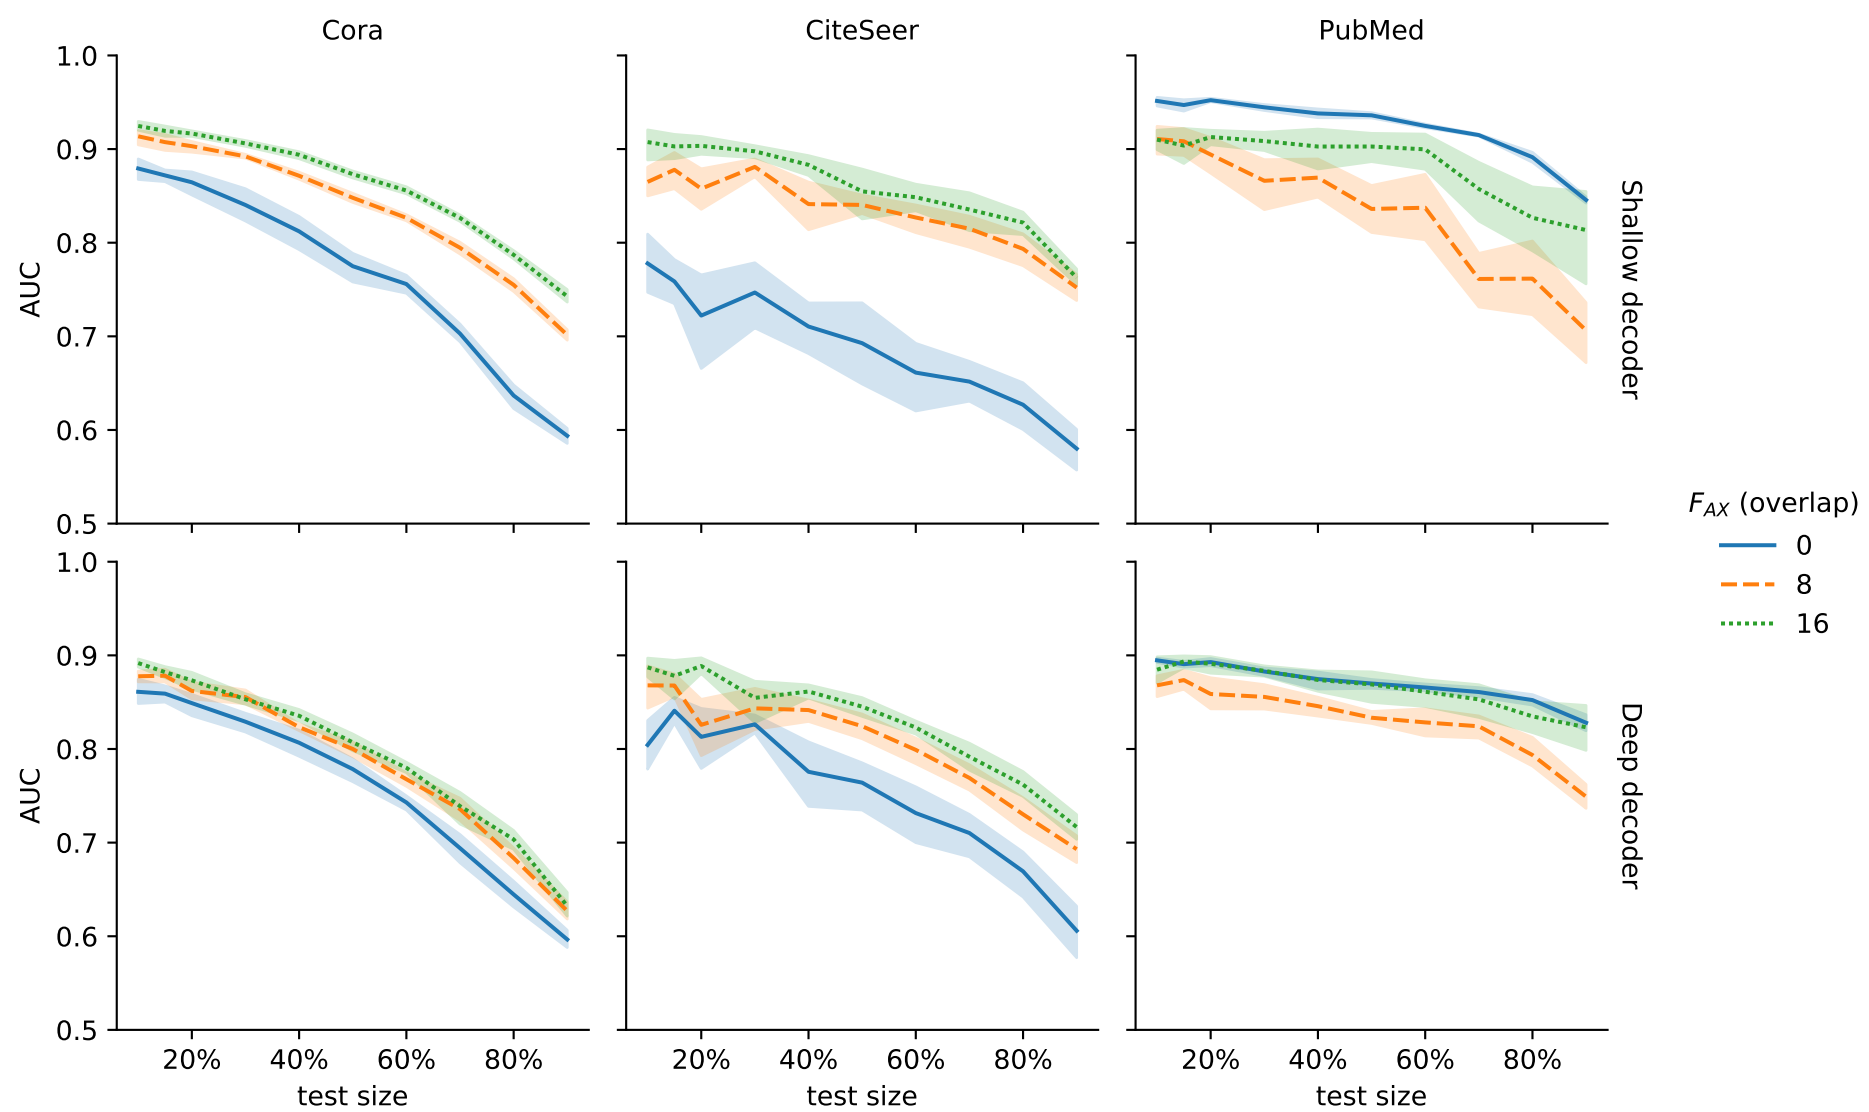 Cora CiteSeer PubMed
1.0
0.9
0.8
0.7
0.6
0.5
AUC
Shallow decoder
F_AX (overlap)
0
8
16
1.0
0.9
0.8
0.7
0.6
0.5
AUC
Deep decoder
20% 40% 60% 80% 20% 40% 60% 80% 20% 40% 60% 80%
test size test size test size